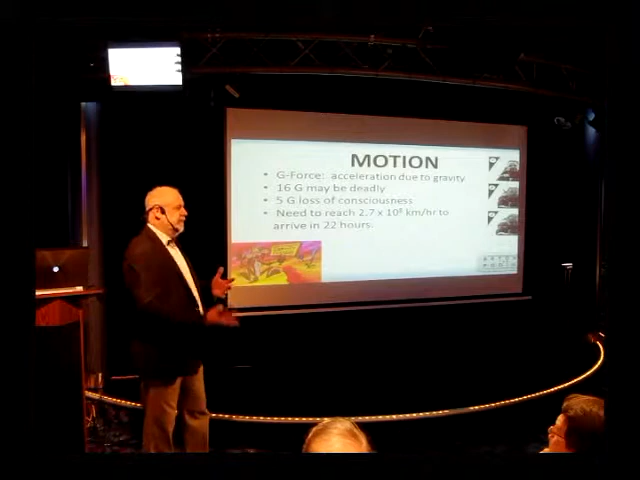 MOTION
• G-Force: acceleration due to gravity
• 16 G may be deadly
• 5 G loss of consciousness
• Need to reach 2.7 x 10⁸ km/hr to
arrive in 22 hours.